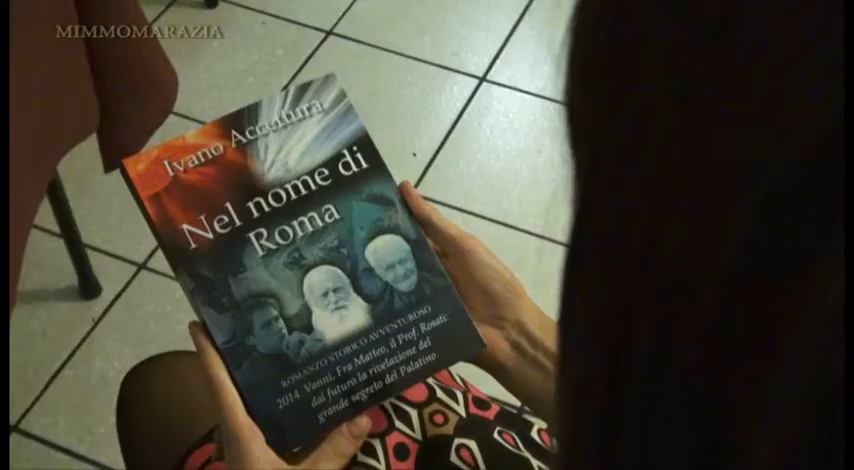 MIMMOMARAZIA
Ivano Accettura
Nel nome di
Roma
ROMANZO STORICO AVVENTUROSO
2014. Vanni, Fra Matteo, il Prof. Rosati:
dal futuro la rivelazione del
grande segreto del Palatino.